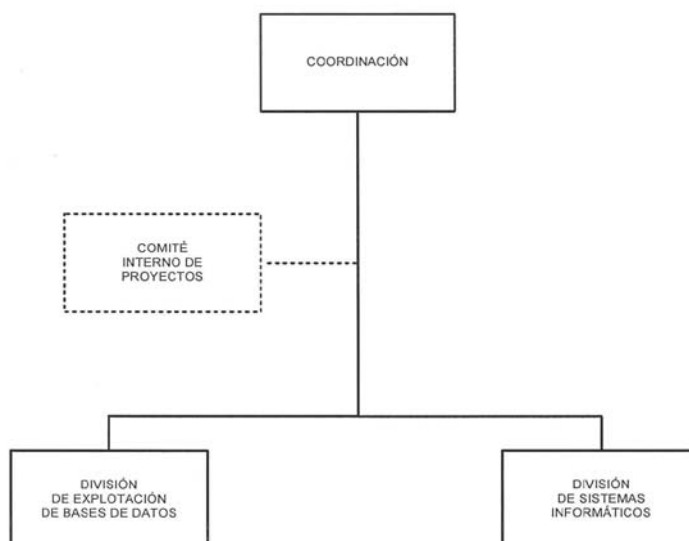 COORDINACIÓN
COMITÉ
INTERNO DE
PROYECTOS
DIVISIÓN
DE EXPLOTACIÓN
DE BASES DE DATOS
DIVISIÓN
DE SISTEMAS
INFORMÁTICOS